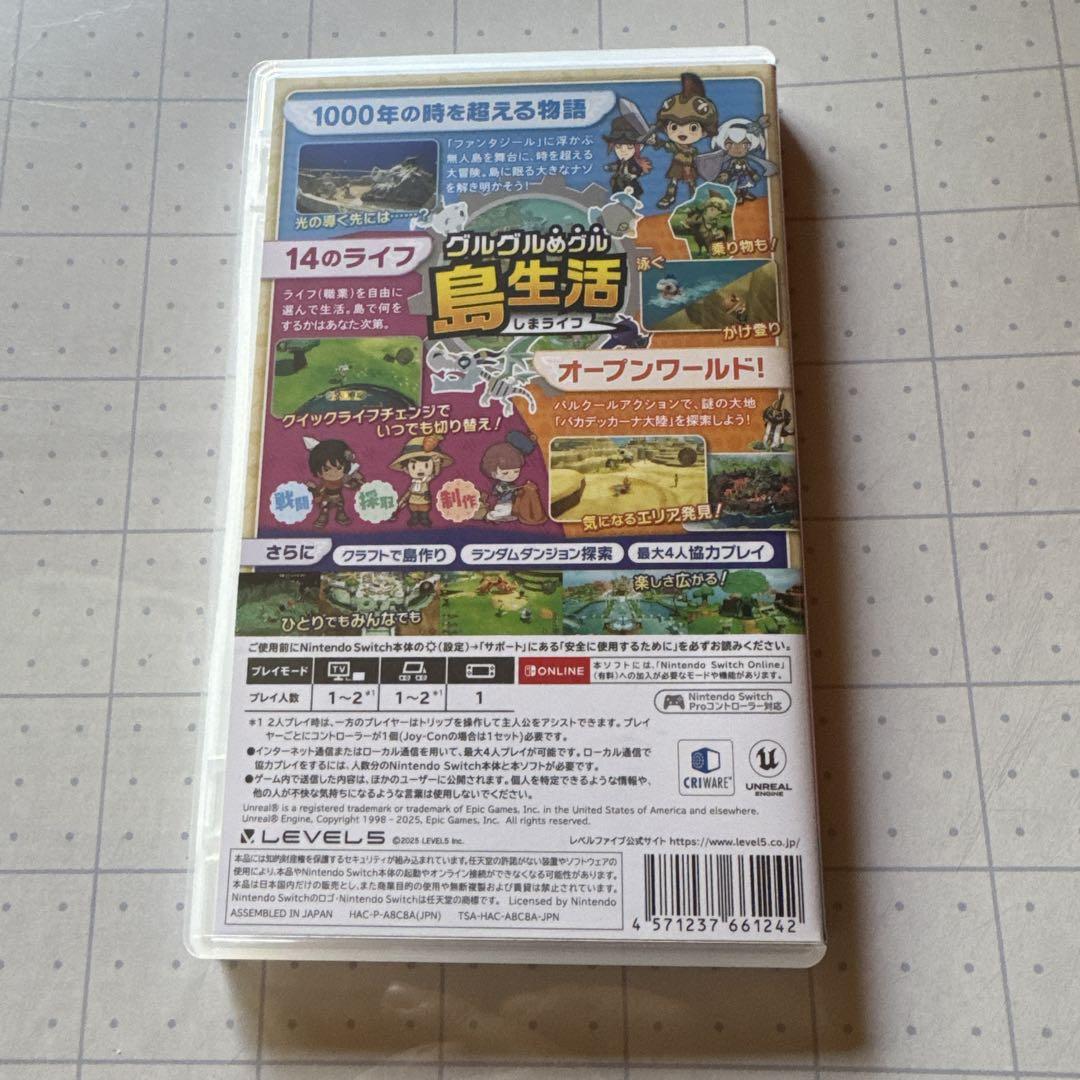 1000年の時を超える物語
「ファンタジール」に浮かぶ
無人島を舞台に、時を超える
大冒険。島に眠る大きなナゾ
を解き明かそう!
光の導く先には……?
乗り物も!
グルグルめグル
島生活
しまライフ
泳ぐ
がけ登り
14のライフ
ライフ(職業)を自由に
選んで生活。島で何を
するかはあなた次第。
クイックライフチェンジで
いつでも切り替え!
戦闘
採取
制作
オープンワールド!
パルクールアクションで、謎の大地
「バカデッカーナ大陸」を探索しよう!
気になるエリア発見!
さらに
クラフトで島作り
ランダムダンジョン探索
最大4人協力プレイ
ひとりでもみんなでも
楽しさ広がる!
ご使用前にNintendo Switch本体の(設定)→「サポート」にある「安全に使用するために」を必ずお読みください。
プレイモード
TV
ONLINE
本ソフトには、「Nintendo Switch Online」
(有料)への加入が必要なモードや機能があります。
プレイ人数
1~2*1
1~2*1
1
Nintendo Switch
Proコントローラー対応
*1 2人プレイ時は、一方のプレイヤーはトリップを操作して主人公をアシストできます。プレイ
ヤーごとにコントローラーが1個(Joy-Conの場合は1セット)必要です。
●インターネット通信またはローカル通信を用いて、最大4人プレイが可能です。ローカル通信で
協力プレイをするには、人数分のNintendo Switch本体と本ソフトが必要です。
●ゲーム内で送信した内容は、ほかのユーザーに公開されます。個人を特定できるような情報や、
他の人が不快な気持ちになるような言葉は使用しないでください。
CRIWARE™
UNREAL
ENGINE
Unreal® is a registered trademark or trademark of Epic Games, Inc. in the United States of America and elsewhere.
Unreal® Engine, Copyright 1998 – 2025, Epic Games, Inc. All rights reserved.
LEVEL5
©2025 LEVEL5 Inc.
レベルファイブ公式サイト https://www.level5.co.jp/
本品には知的財産権を保護するセキュリティが組み込まれています。任天堂の許諾がない装置やソフトウェアの
使用により、本品やNintendo Switch本体の起動やオンライン接続ができなくなる可能性があります。
本品は日本国内だけの販売とし、また商業目的の使用や無断複製および賃貸は禁止されています。
Nintendo Switchのロゴ・Nintendo Switchは任天堂の商標です。 Licensed by Nintendo
ASSEMBLED IN JAPAN HAC-P-A8C8A(JPN) TSA-HAC-A8C8A-JPN
4 571237 661242